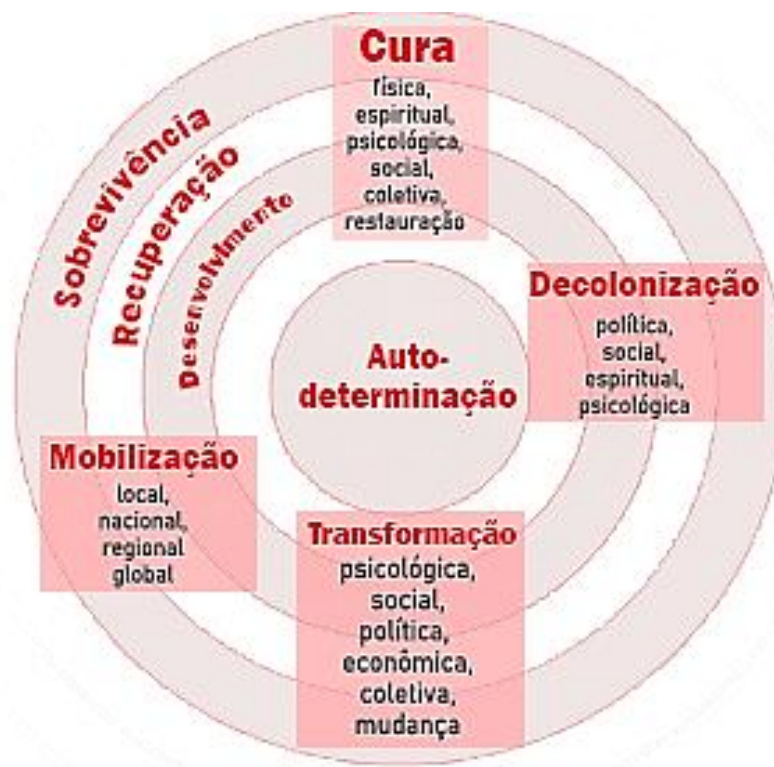 Cura
física,
espiritual,
psicológica,
social,
coletiva,
restauração
Sobrevivência
Recuperação
Desenvolvimento
Decolonização
política,
social,
espiritual,
psicológica
Auto-
determinação
Mobilização
local,
nacional,
regional
global
Transformação
psicológica,
social,
política,
econômica,
coletiva,
mudança